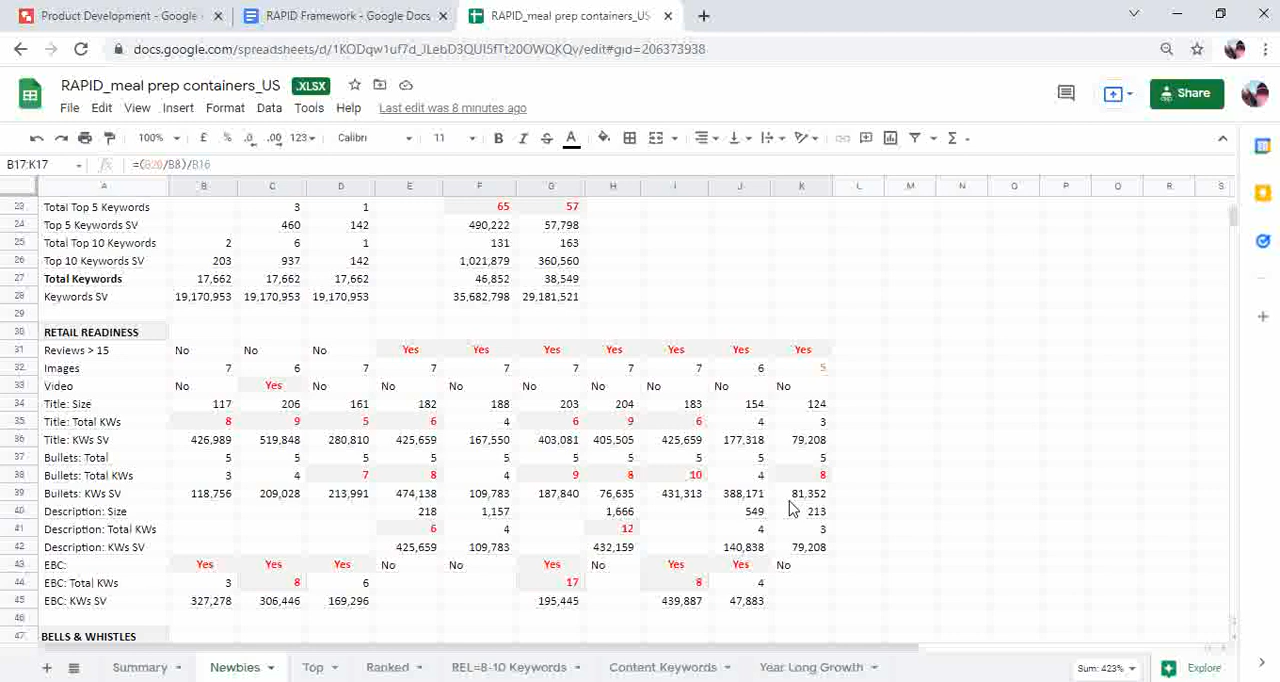 Product Development - Google RAPID Framework - Google Docs RAPID_meal prep containers_US
docs.google.com/spreadsheets/d/1KODqw1uf7d_JLebD3QUl5fTt20OWQKQv/edit#gid=206373938
RAPID_meal prep containers_US .XLSX
File Edit View Insert Format Data Tools Help Last edit was 8 minutes ago Share
100% £ % .0 .00 123 Calibri 11 B I S A
B17:K17 fx =(B20/B8)/B16
A B C D E F G H I J K L M N O P Q R S
23 Total Top 5 Keywords 3 1 65 57
24 Top 5 Keywords SV 460 142 490,222 57,798
25 Total Top 10 Keywords 2 6 1 131 163
26 Top 10 Keywords SV 203 937 142 1,021,879 360,560
27 Total Keywords 17,662 17,662 17,662 46,852 38,549
28 Keywords SV 19,170,953 19,170,953 19,170,953 35,682,798 29,181,521
29
30 RETAIL READINESS
31 Reviews > 15 No No No Yes Yes Yes Yes Yes Yes Yes
32 Images 7 6 7 7 7 7 7 7 6 5
33 Video No Yes No No No No No No No No
34 Title: Size 117 206 161 182 188 203 204 183 154 124
35 Title: Total KWs 8 9 5 6 4 6 9 6 4 3
36 Title: KWs SV 426,989 519,848 280,810 425,659 167,550 403,081 405,505 425,659 177,318 79,208
37 Bullets: Total 5 5 5 5 5 5 5 5 5 5
38 Bullets: Total KWs 3 4 7 8 4 9 8 10 4 8
39 Bullets: KWs SV 118,756 209,028 213,991 474,138 109,783 187,840 76,635 431,313 388,171 81,352
40 Description: Size 218 1,157 1,666 549 213
41 Description: Total KWs 6 4 12 4 3
42 Description: KWs SV 425,659 109,783 432,159 140,838 79,208
43 EBC: Yes Yes Yes No No Yes No Yes Yes No
44 EBC: Total KWs 3 8 6 17 8 4
45 EBC: KWs SV 327,278 306,446 169,296 195,445 439,887 47,883
46
47 BELLS & WHISTLES
Summary Newbies Top Ranked REL=8-10 Keywords Content Keywords Year Long Growth Sum: 423% Explore